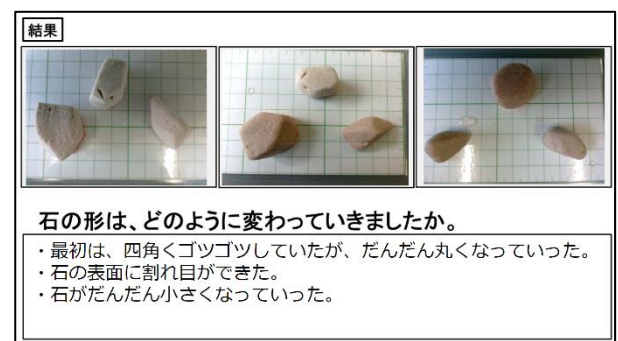 結果
石の形は、どのように変わっていきましたか。
・最初は、四角くゴツゴツしていたが、だんだん丸くなっていった。
・石の表面に割れ目ができた。
・石がだんだん小さくなっていった。